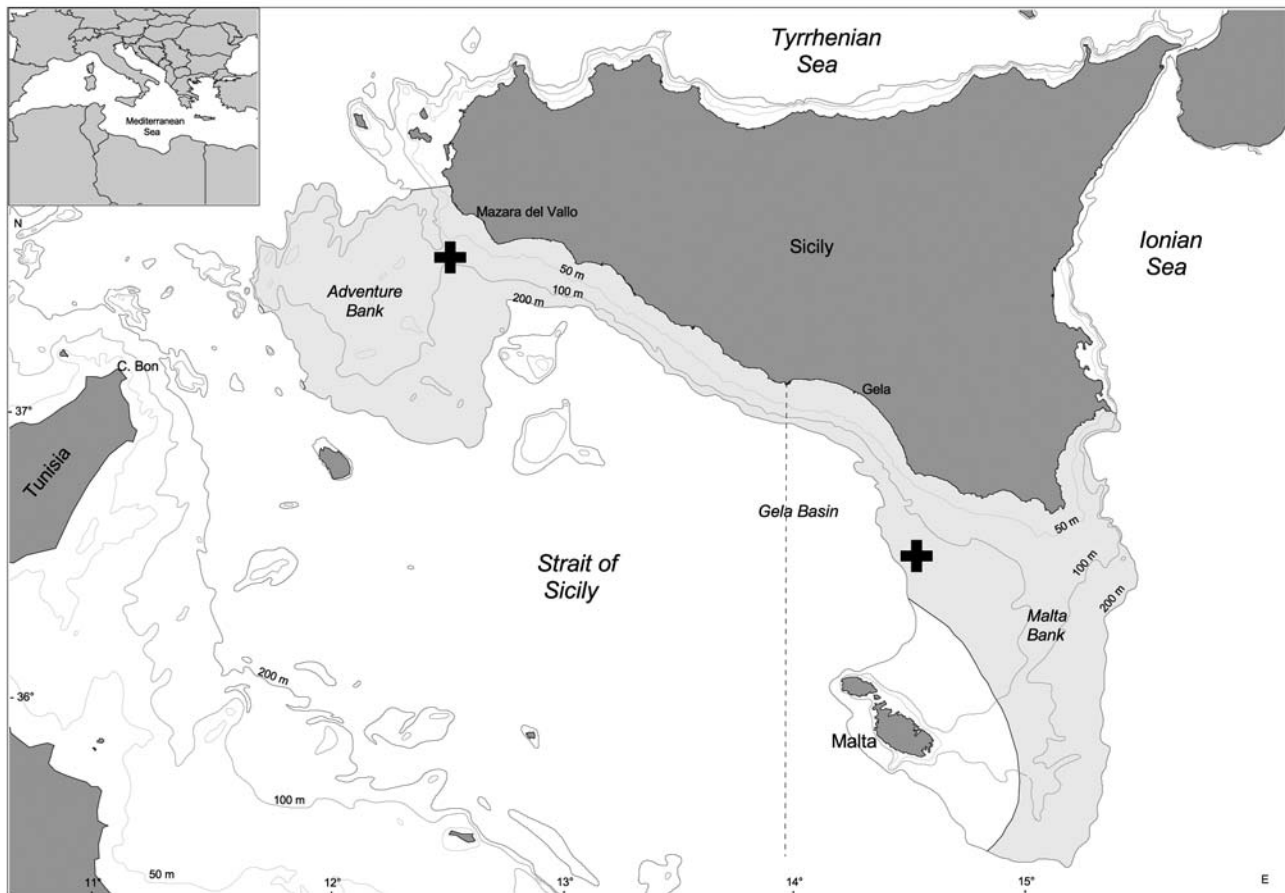 Mediterranean
Sea
Tyrrhenian
Sea
Mazara del Vallo
N
Sicily
Ionian
Sea
50 m
100 m
200 m
Adventure
Bank
C. Bon
Gela
- 37°
Tunisia
Gela Basin
50 m
100 m
200 m
Strait of
Sicily
Malta
Bank
200 m
- 36°
Malta
100 m
50 m
11°
12°
13°
14°
15°
E